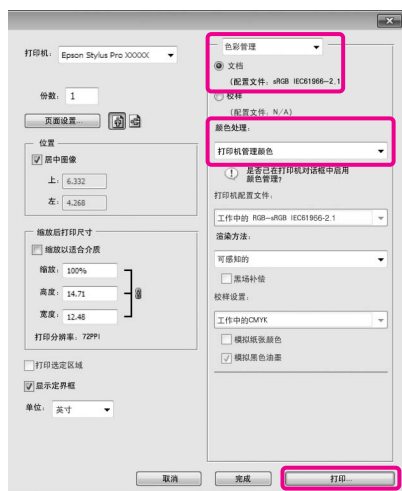 打印机: Epson Stylus Pro XXXXX
份数: 1
页面设置...
位置
居中图像
上: 6.332
左: 4.268
缩放后打印尺寸
缩放以适合介质
缩放: 100%
高度: 14.71
宽度: 12.48
打印分辨率: 72PPI
打印选定区域
显示定界框
单位: 英寸
色彩管理
文档
(配置文件: sRGB IEC61966-2.1
校样
(配置文件: N/A)
颜色处理:
打印机管理颜色
是否已在打印机对话框中启用
颜色管理?
打印机配置文件:
工作中的 RGB-sRGB IEC61966-2.1
渲染方法:
可感知的
黑场补偿
校样设置:
工作中的CMYK
模拟纸张颜色
模拟黑色油墨
取消
完成
打印...